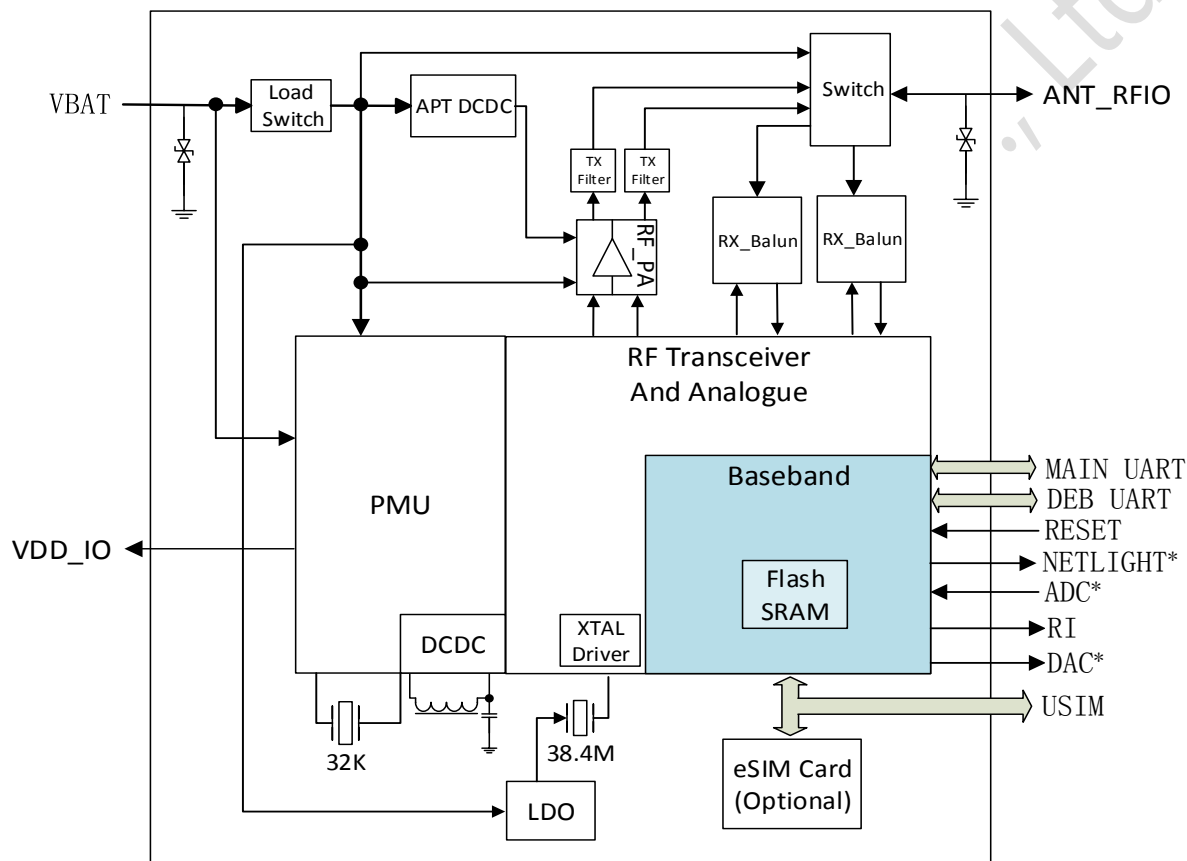 ., Ltd
VBAT
Load
Switch
APT DCDC
Switch
ANT_RFIO
TX
Filter
TX
Filter
RF_PA
RX_Balun
RX_Balun
RF Transceiver
And Analogue
PMU
Baseband
MAIN UART
DEB UART
RESET
NETLIGHT*
ADC*
RI
DAC*
USIM
VDD_IO
Flash
SRAM
DCDC
XTAL
Driver
32K
38.4M
LDO
eSIM Card
(Optional)